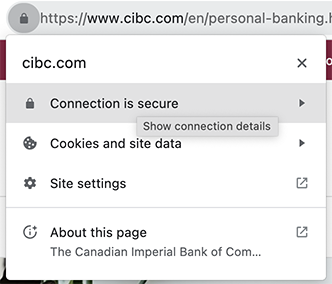 https://www.cibc.com/en/personal-banking.h
cibc.com
Connection is secure
Show connection details
Cookies and site data
Site settings
About this page
The Canadian Imperial Bank of Com...